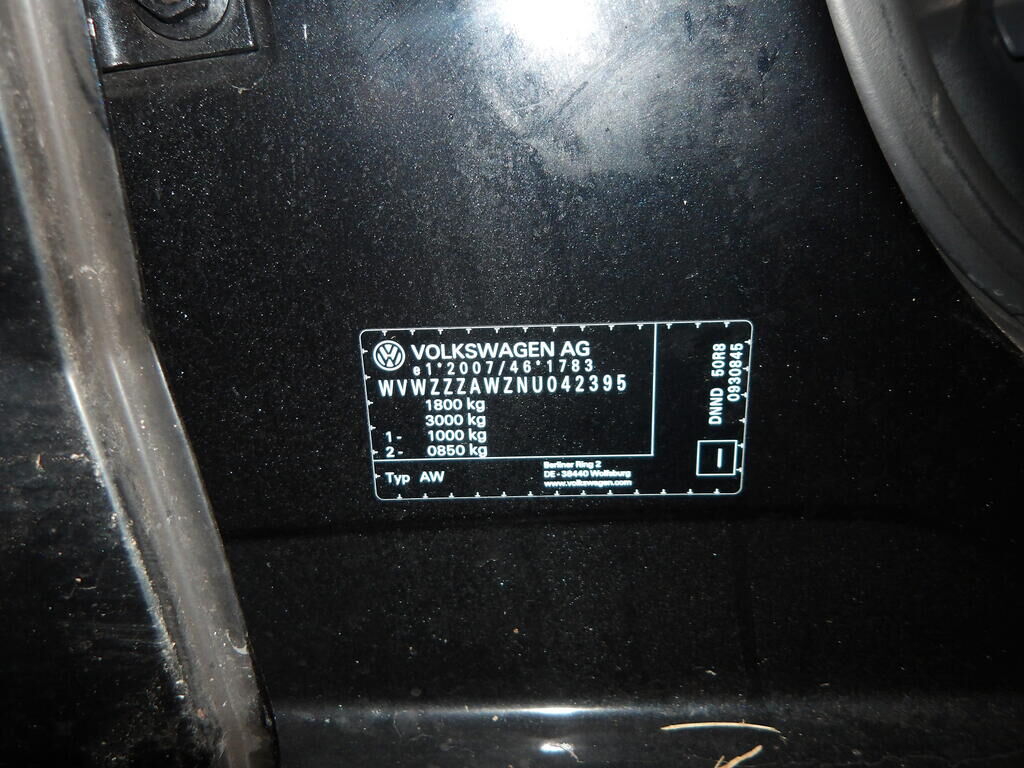 VOLKSWAGEN AG
e1*2007/46*1783
WVWZZZAWZNU042395
1800 kg
3000 kg
1- 1000 kg
2- 0850 kg
Typ AW
Berliner Ring 2
DE - 38440 Wolfsburg
www.volkswagen.com
DNND 50R8
0930845
I